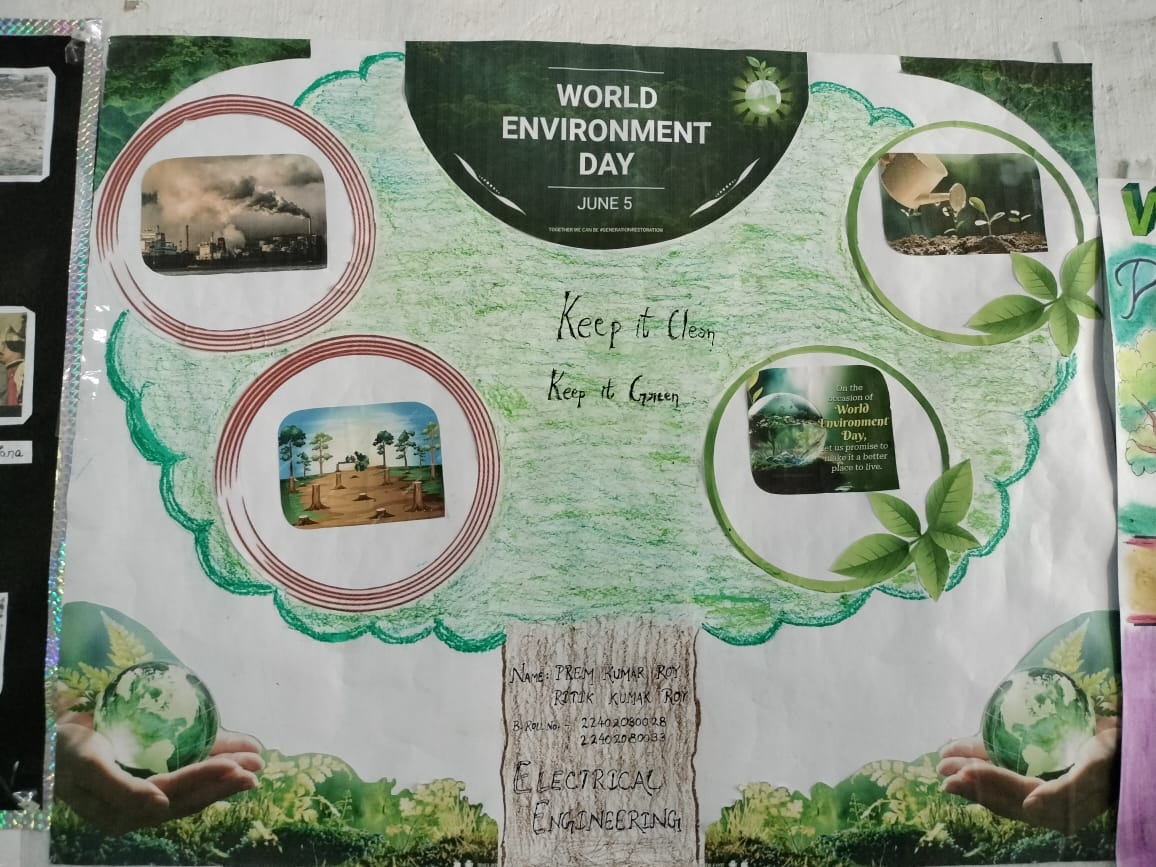 WORLD
ENVIRONMENT
DAY
JUNE 5
TOGETHER WE CAN BE #GENERATIONRESTORATION
Keep it Clean
Keep it Green
On the
occasion of
World
Environment
Day,
let us promise to
make it a better
place to live.
NAME: PREM KUMAR ROY
RITIK KUMAR ROY
B. ROLL NO. - 22402080028
22402080033
ELECTRICAL
ENGINEERING